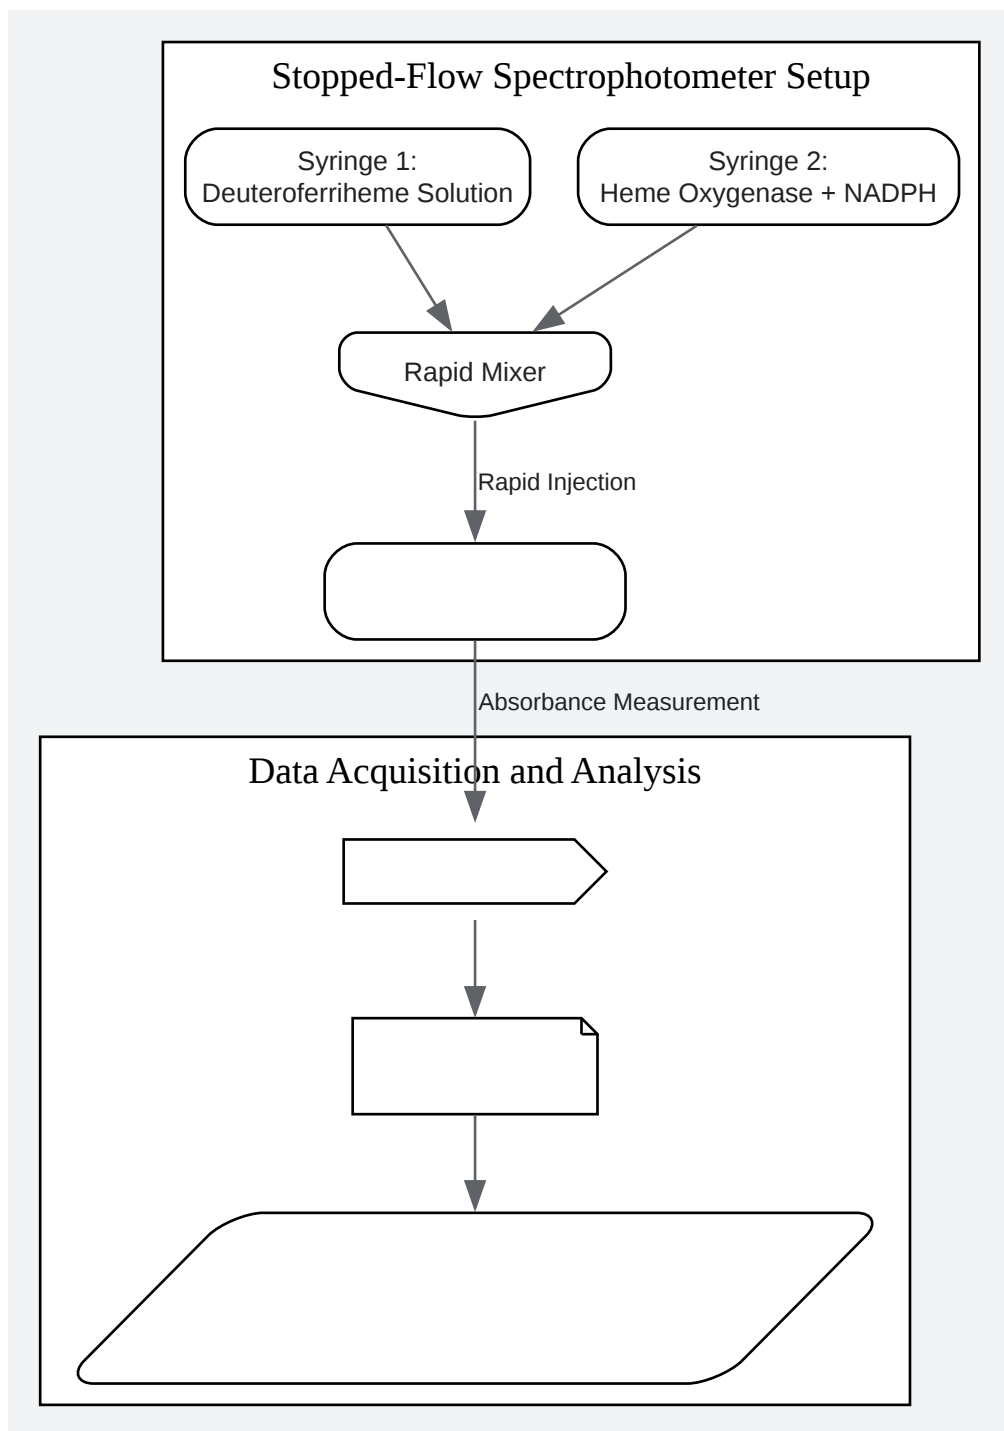 Stopped-Flow Spectrophotometer Setup
Syringe 1:
Deuteroferriheme Solution
Syringe 2:
Heme Oxygenase + NADPH
Rapid Mixer
Rapid Injection
Absorbance Measurement
Data Acquisition and Analysis